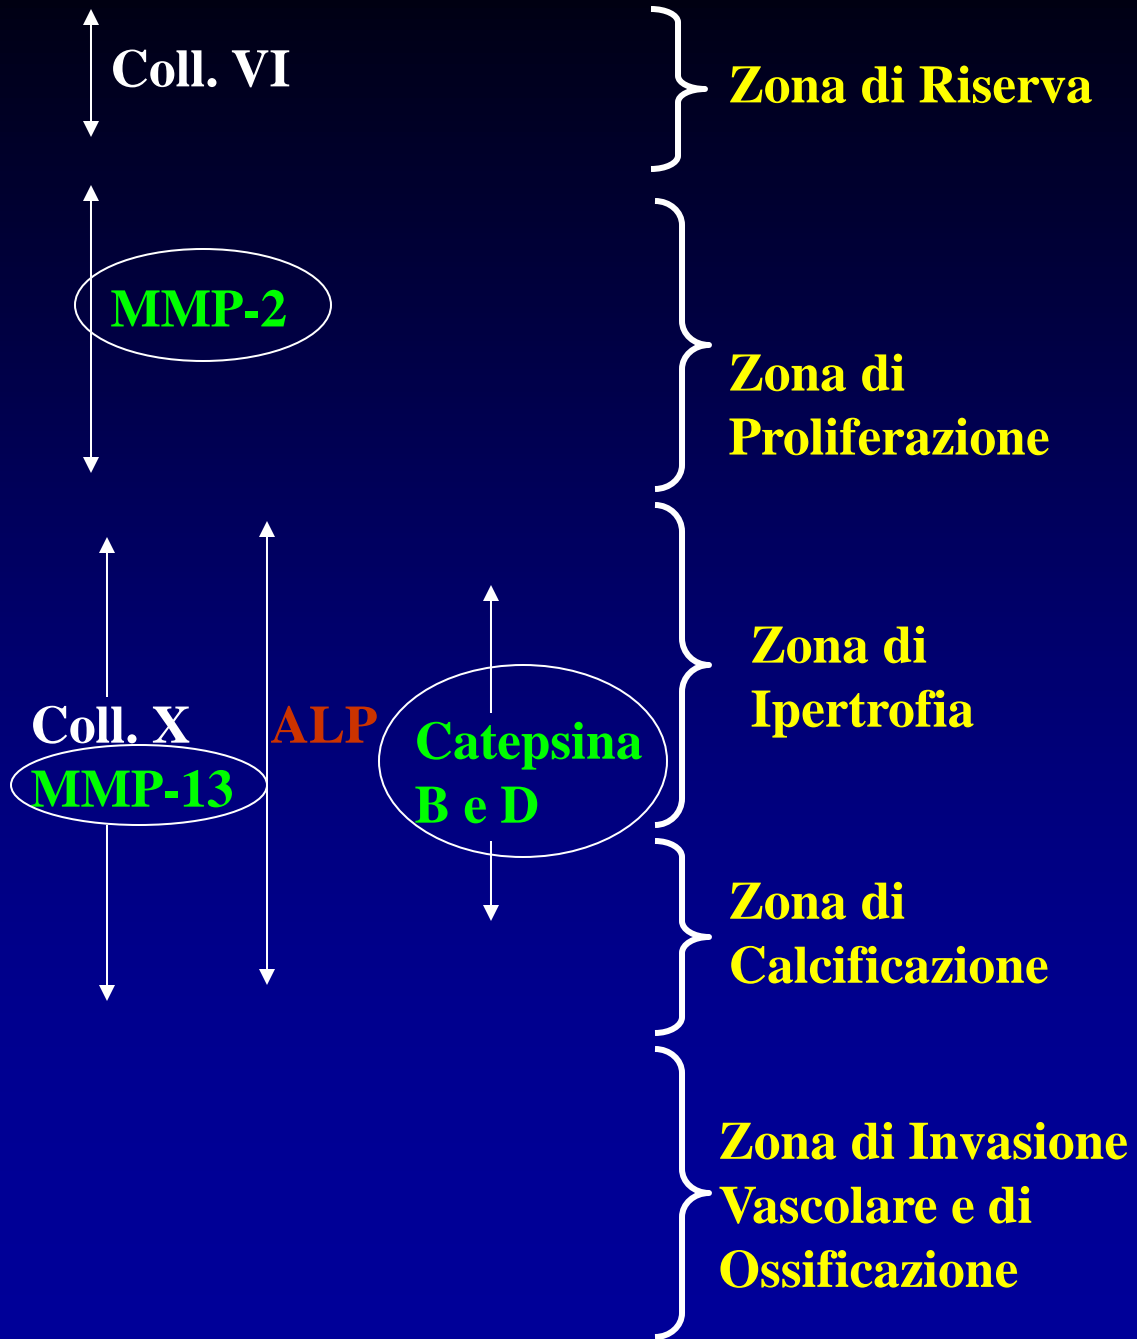 Coll. VI
Zona di Riserva
MMP-2
Zona di
Proliferazione
Coll. X
MMP-13
ALP
Catepsina
B e D
Zona di
Ipertrofia
Zona di
Calcificazione
Zona di Invasione
Vascolare e di
Ossificazione